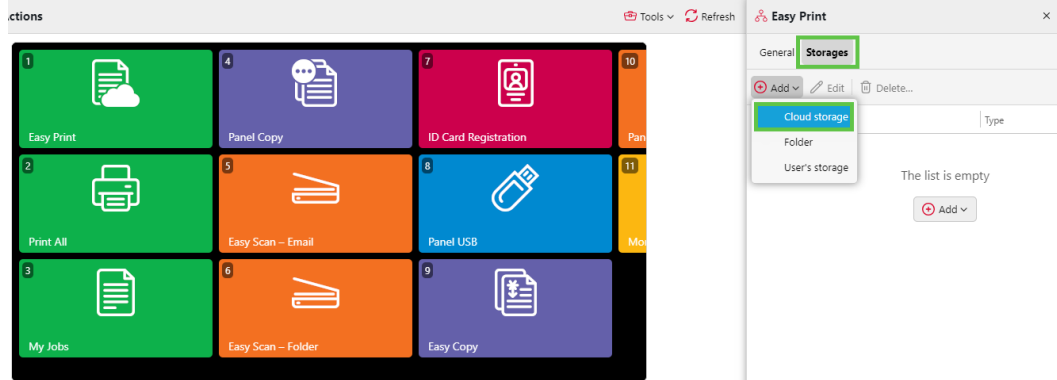 ctions
Tools
Refresh
Easy Print
General
Storages
Add
Edit
Delete...
Cloud storage
Folder
User's storage
Type
The list is empty
Add
1
Easy Print
4
Panel Copy
7
ID Card Registration
10
Pan
2
Print All
5
Easy Scan – Email
8
Panel USB
11
Mo
3
My Jobs
6
Easy Scan – Folder
9
Easy Copy